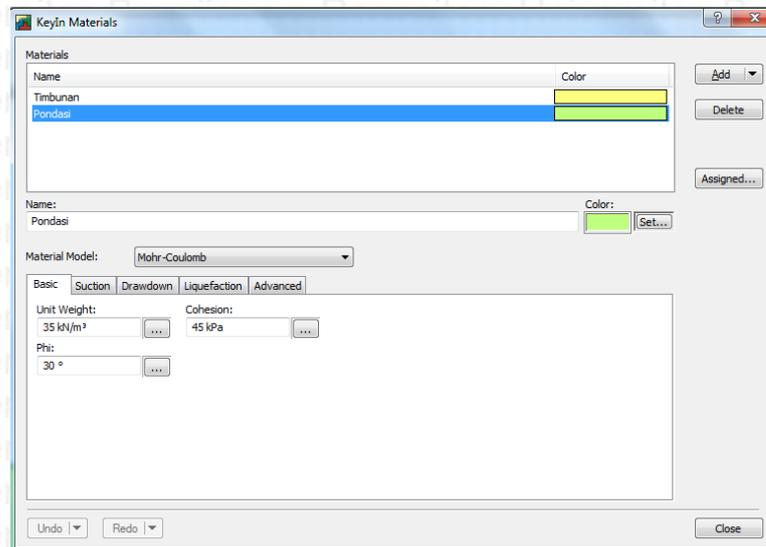 KeyIn Materials
Materials
Name Color
Add
Timbunan
Pondasi
Delete
Assigned...
Name: Color:
Pondasi Set...
Material Model: Mohr-Coulomb
Basic Suction Drawdown Liquefaction Advanced
Unit Weight: Cohesion:
35 kN/m³ ... 45 kPa ...
Phi:
30 ° ...
Undo Redo Close